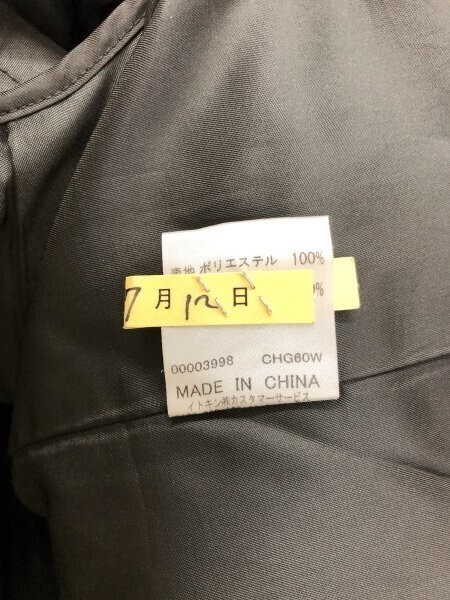 表地 ポリエステル 100%
7月12日
0%
00003998 CHG60W
MADE IN CHINA
イトキン㈱カスタマーサービス